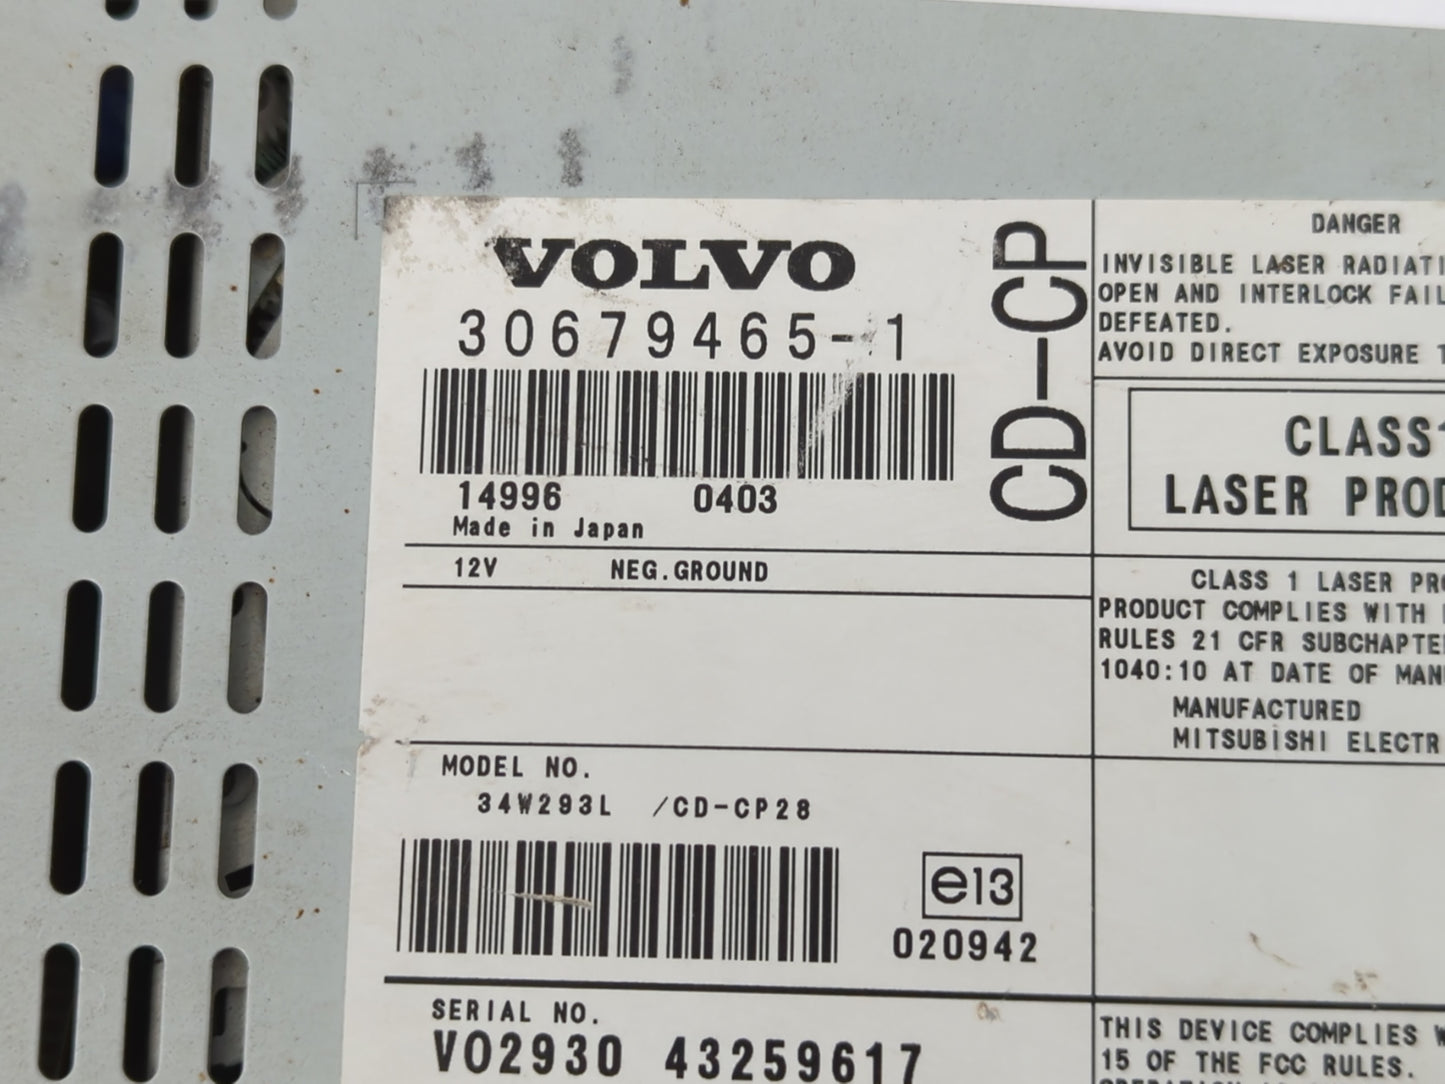 VOLVO
30679465-1
14996 0403
Made in Japan
CD-CP
12V NEG.GROUND
MODEL NO.
34W293L /CD-CP28
e13
020942
SERIAL NO.
VO2930 43259617
DANGER
INVISIBLE LASER RADIATI
OPEN AND INTERLOCK FAIL
DEFEATED.
AVOID DIRECT EXPOSURE T
CLASS1
LASER PROD
CLASS 1 LASER PRO
PRODUCT COMPLIES WITH
RULES 21 CFR SUBCHAPTE
1040:10 AT DATE OF MAN
MANUFACTURED
MITSUBISHI ELECTR
THIS DEVICE COMPLIES W
15 OF THE FCC RULES.